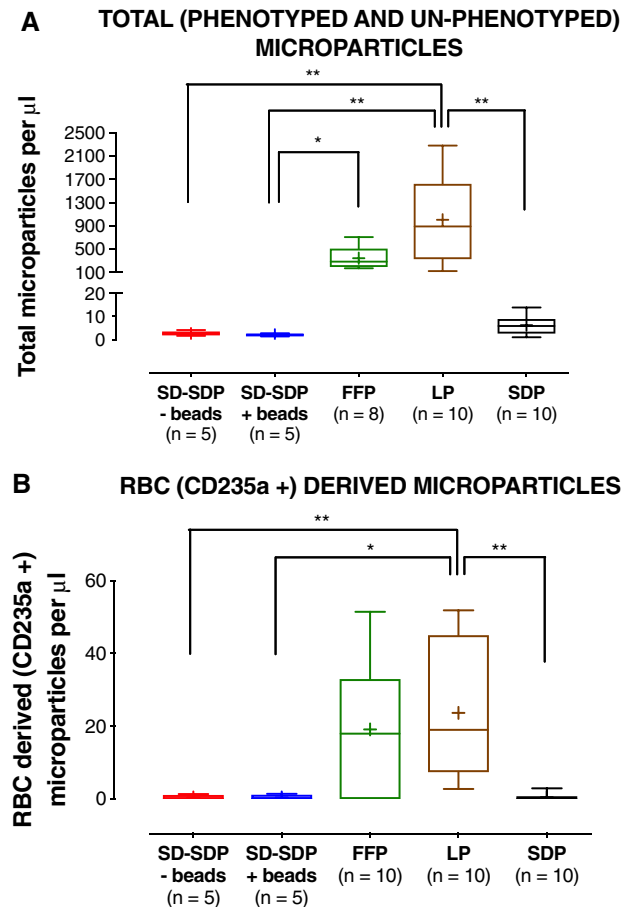 A TOTAL (PHENOTYPED AND UN-PHENOTYPED)
MICROPARTICLES
**
** **
*
Total microparticles per µl
2500
2100
1700
1300
900
500
100
20
10
0
SD-SDP SD-SDP FFP LP SDP
- beads + beads (n = 8) (n = 10) (n = 10)
(n = 5) (n = 5)
B RBC (CD235a +) DERIVED MICROPARTICLES
**
* **
RBC derived (CD235a +)
microparticles per µl
60
40
20
0
SD-SDP SD-SDP FFP LP SDP
- beads + beads (n = 10) (n = 10) (n = 10)
(n = 5) (n = 5)